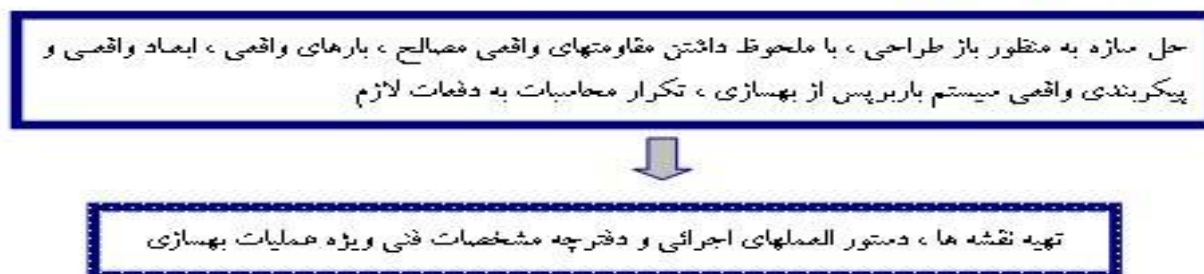 حل سازه به منظور باز طراحی ، با ملحوظ داشتن مقاومتهای واقعی مصالح ، بارهای واقعی ، ابعاد واقعی و
پیکربندی واقعی سیستم باربرپس از بهسازی ، تکرار محاسبات به دفعات لازم
تهیه نقشه ها ، دستور العملهای اجرائی و دفترچه مشخصات فنی ویژه عملیات بهسازی